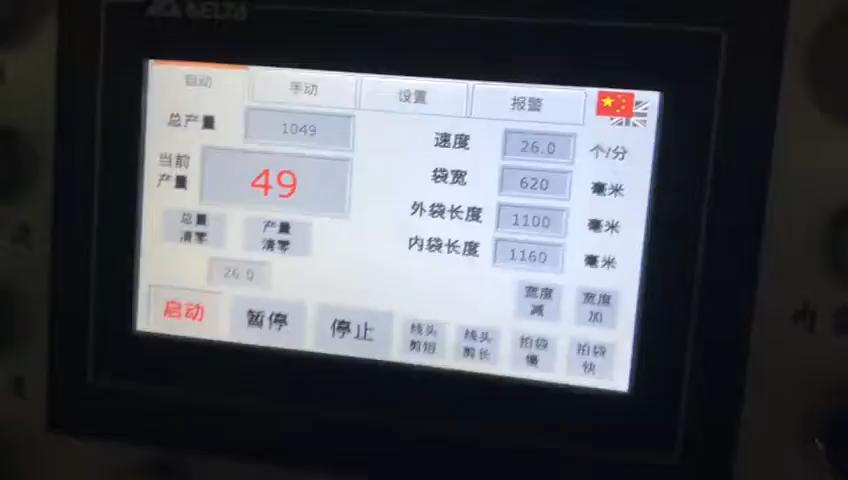 DELTA
自动 手动 设置 报警
总产量 1049
当前产量 49
速度 26.0 个/分
袋宽 620 毫米
外袋长度 1100 毫米
内袋长度 1160 毫米
总量清零 产量清零
26.0
宽度减 宽度加
启动 暂停 停止 线头剪短 线头剪长 拍袋慢 拍袋快
内